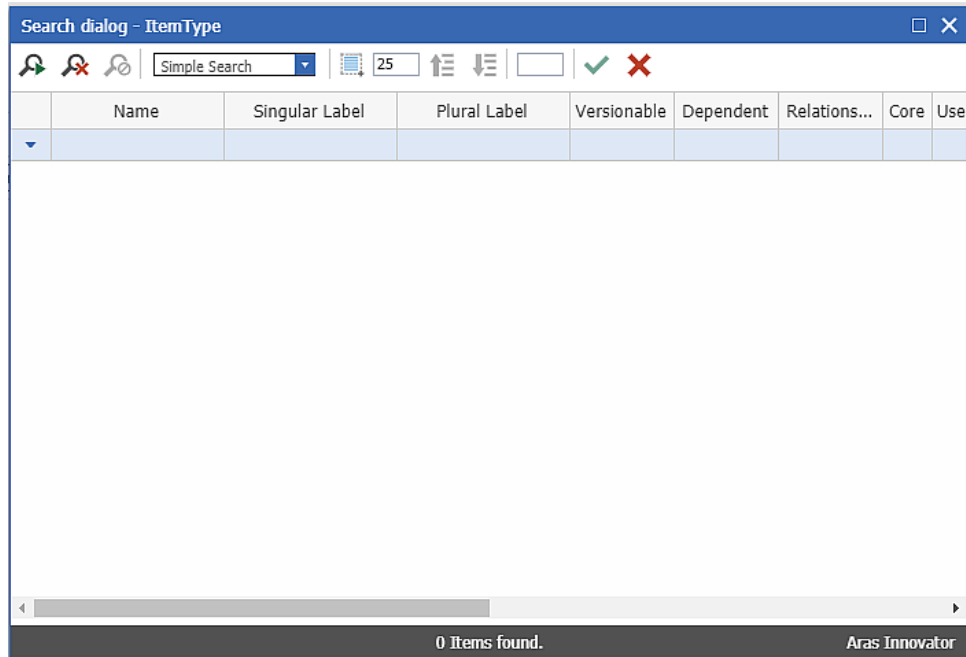 Search dialog - ItemType
Simple Search 25
Name Singular Label Plural Label Versionable Dependent Relations... Core Use
0 Items found. Aras Innovator